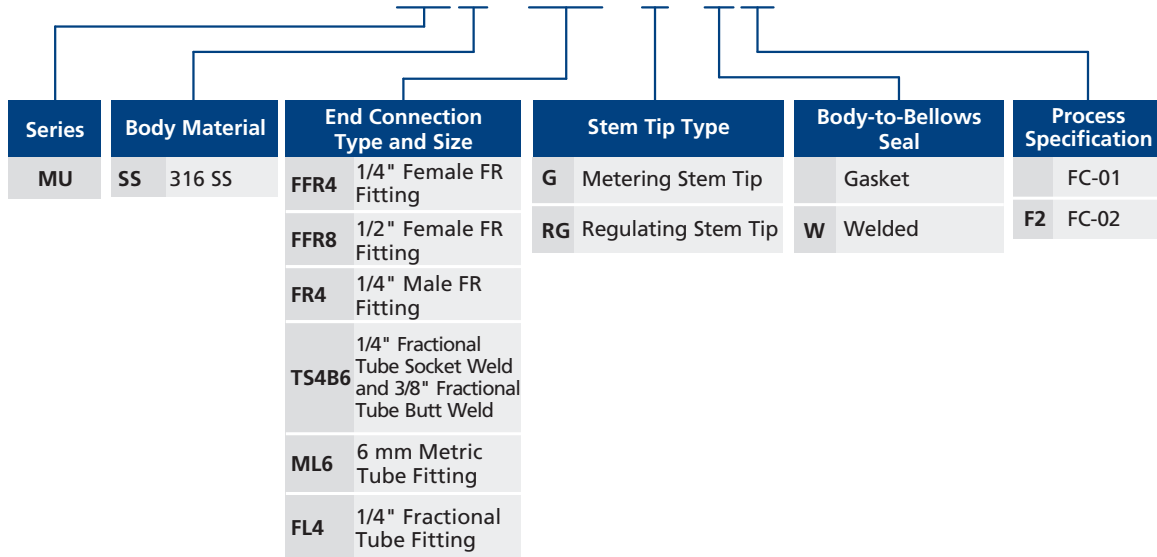 Series
Body Material
End Connection
Type and Size
Stem Tip Type
Body-to-Bellows
Seal
Process
Specification
MU
SS 316 SS
FFR4 1/4" Female FR
Fitting
FFR8 1/2" Female FR
Fitting
FR4 1/4" Male FR
Fitting
TS4B6 1/4" Fractional
Tube Socket Weld
and 3/8" Fractional
Tube Butt Weld
ML6 6 mm Metric
Tube Fitting
FL4 1/4" Fractional
Tube Fitting
G Metering Stem Tip
RG Regulating Stem Tip
Gasket
W Welded
FC-01
F2 FC-02